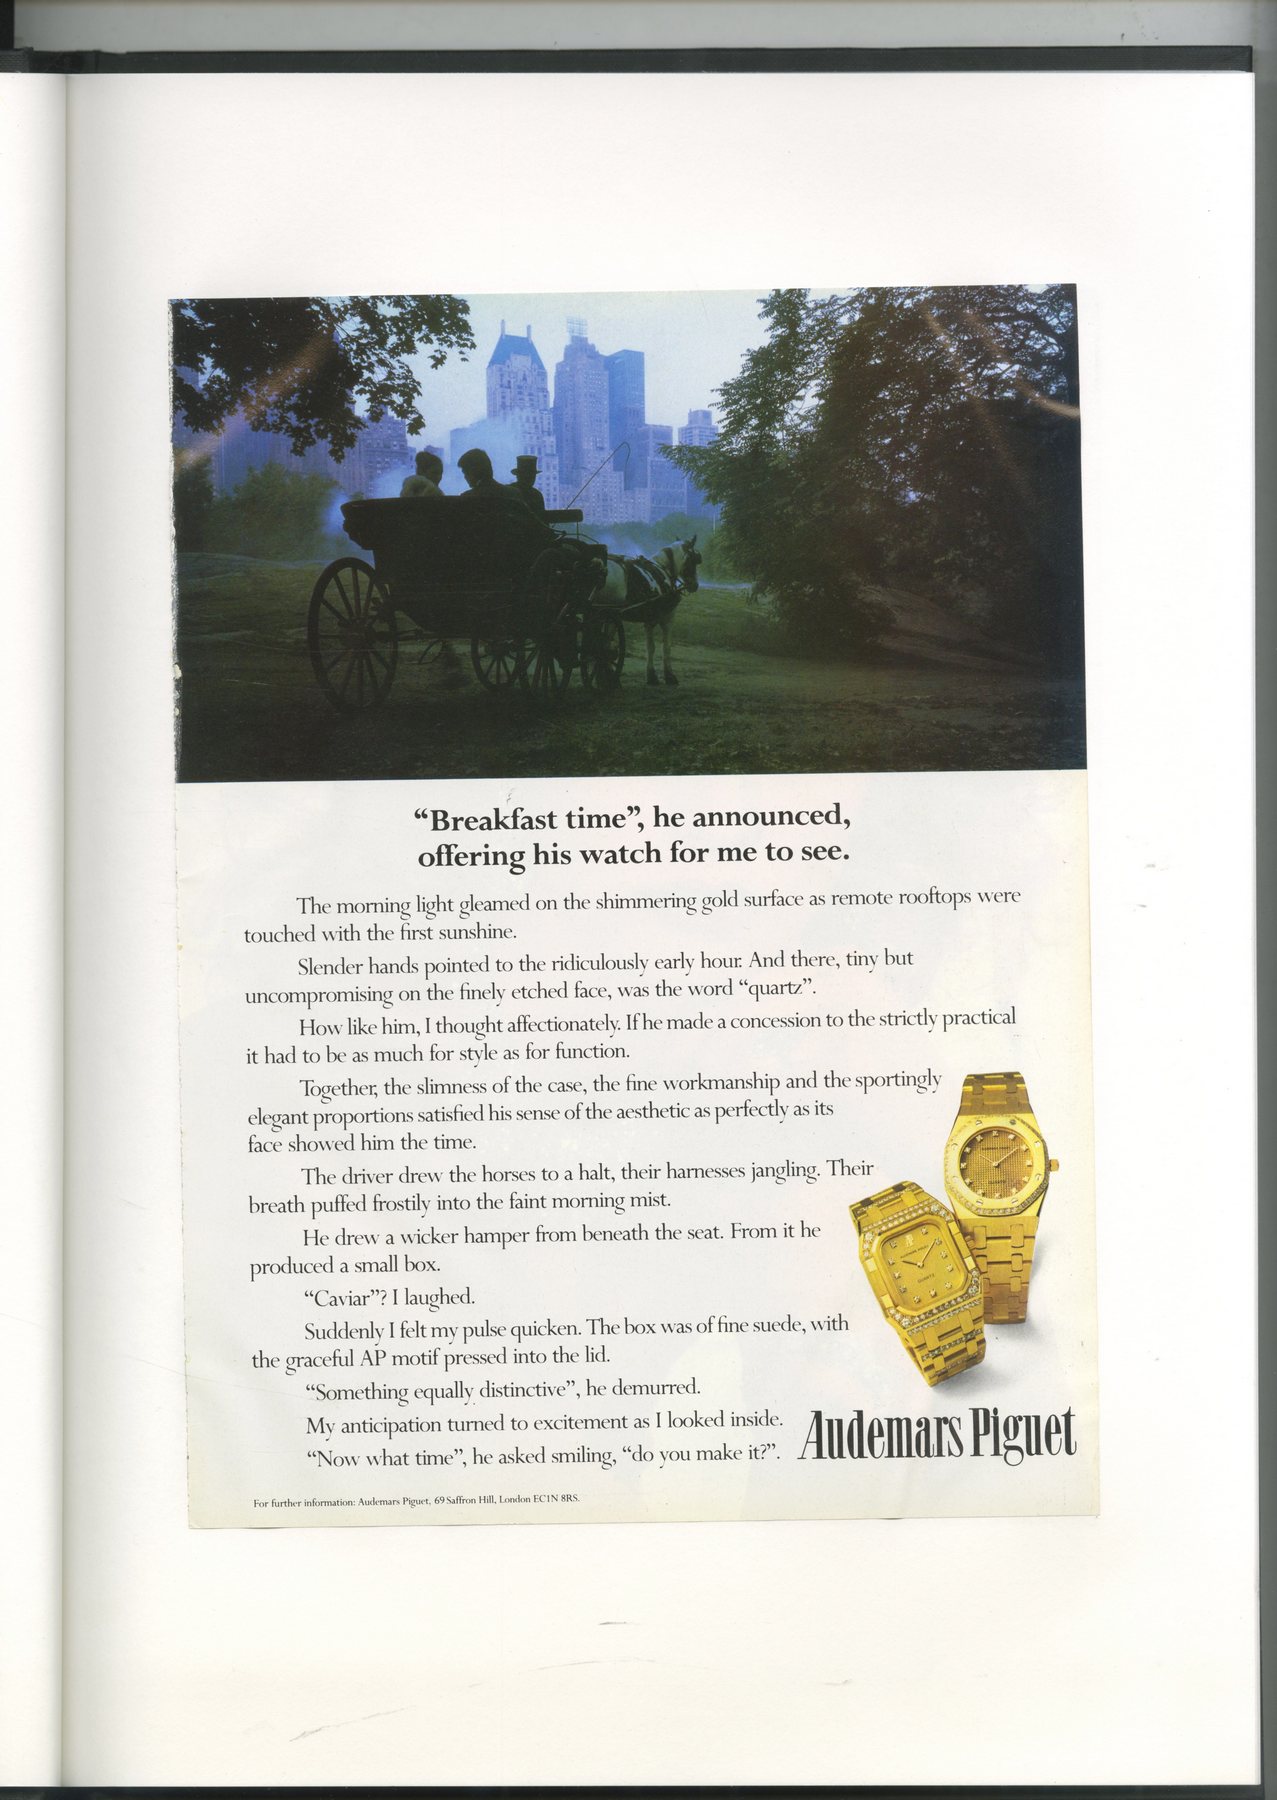 “Breakfast time”, he announced,
offering his watch for me to see.
The morning light gleamed on the shimmering gold surface as remote rooftops were
touched with the first sunshine.
Slender hands pointed to the ridiculously early hour. And there, tiny but
uncompromising on the finely etched face, was the word “quartz”.
How like him, I thought affectionately. If he made a concession to the strictly practical
it had to be as much for style as for function.
Together, the slimness of the case, the fine workmanship and the sportingly
elegant proportions satisfied his sense of the aesthetic as perfectly as its
face showed him the time.
The driver drew the horses to a halt, their harnesses jangling. Their
breath puffed frostily into the faint morning mist.
He drew a wicker hamper from beneath the seat. From it he
produced a small box.
“Caviar”? I laughed.
Suddenly I felt my pulse quicken. The box was of fine suede, with
the graceful AP motif pressed into the lid.
“Something equally distinctive”, he demurred.
My anticipation turned to excitement as I looked inside.
“Now what time”, he asked smiling, “do you make it?”.
Audemars Piguet
For further information: Audemars Piguet, 69 Saffron Hill, London EC1N 8RS.